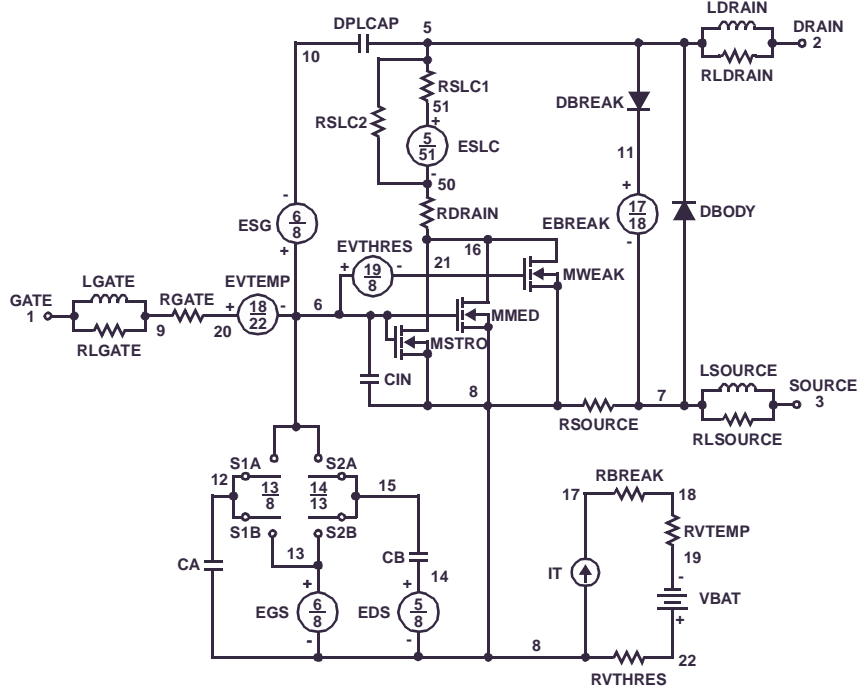 LDRAIN
DPLCAP
5
DRAIN
2
10
RLDRAIN
RSLC1
DBREAK
51
+
RSLC2
5
51
ESLC
11
-
50
-
+
RDRAIN
17
18
DBODY
ESG
6
8
EBREAK
+
EVTHRES
16
-
21
+
19
8
-
MWEAK
LGATE
EVTEMP
GATE
1
RGATE
+
18
22
-
6
MMED
9
20
MSTRO
RLGATE
LSOURCE
CIN
8
7
SOURCE
3
RSOURCE
RLSOURCE
S1A
S2A
RBREAK
12
13
8
14
13
15
17
18
S1B
S2B
RVTEMP
13
CB
19
CA
IT
-
+
+
14
VBAT
EGS
6
8
EDS
5
8
+
-
-
8
22
RVTHRES